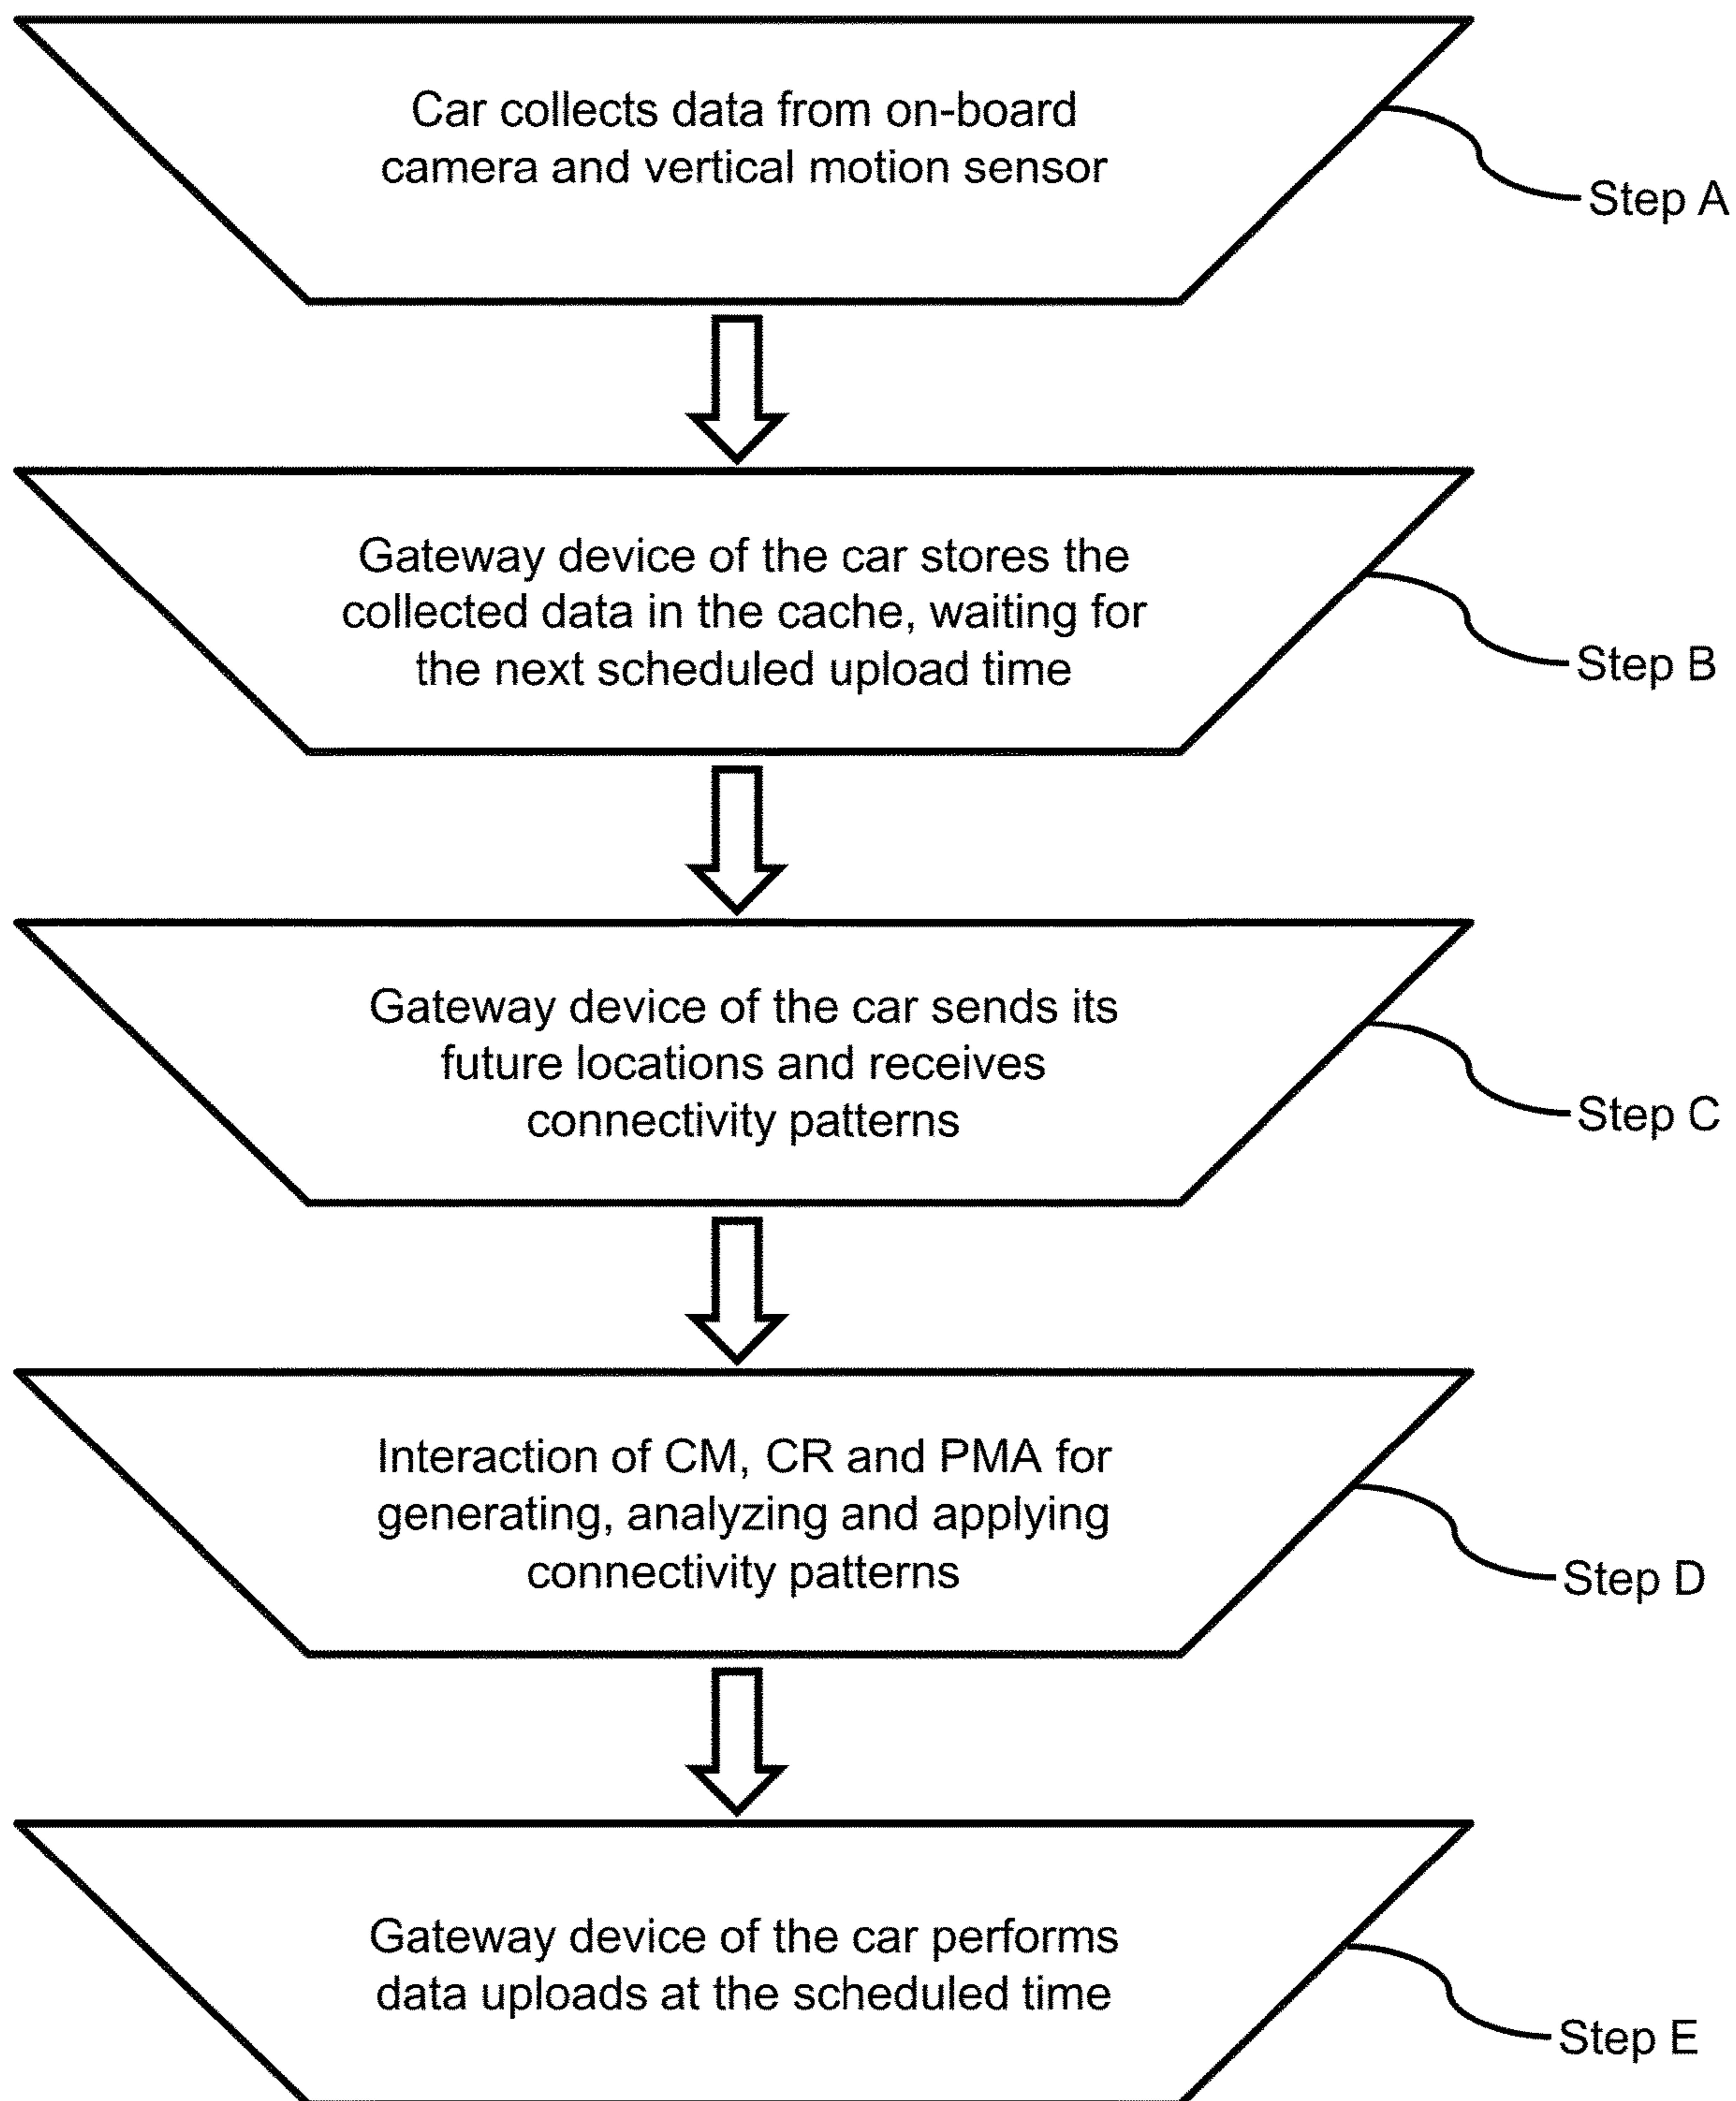 Car collects data from on-board
camera and vertical motion sensor
Step A
Gateway device of the car stores the
collected data in the cache, waiting for
the next scheduled upload time
Step B
Gateway device of the car sends its
future locations and receives
connectivity patterns
Step C
Interaction of CM, CR and PMA for
generating, analyzing and applying
connectivity patterns
Step D
Gateway device of the car performs
data uploads at the scheduled time
Step E